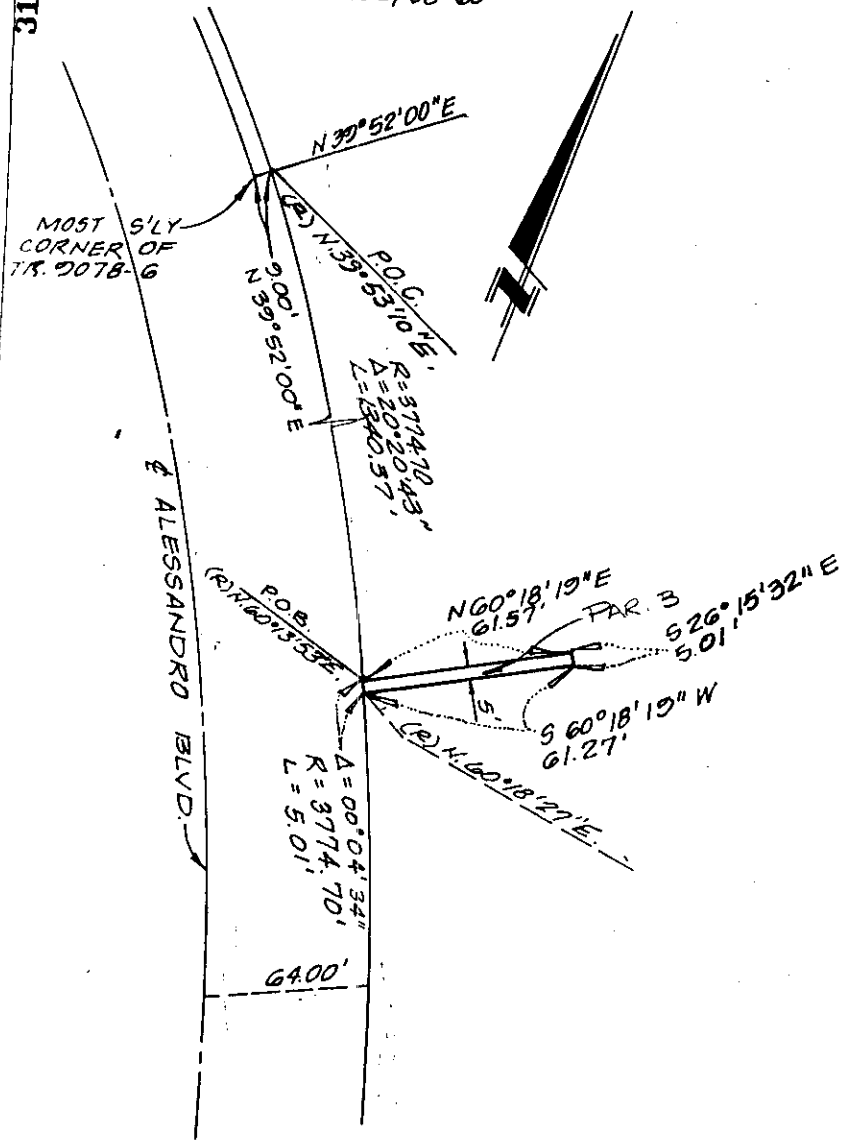 31
N 39°52'00"E
MOST S'LY
CORNER OF
TR. 9078-6
9.00'
N 39°52'00"E
P.O.C.
(R) N.39°53'10"E.
N
R=3774.70
Δ=20°20'43"
L=1340.37'
₵ ALESSANDRO BLVD.
P.O.B.
(R) N.60°13'53"E.
N 60°18'19"E
61.57'
PAR. 3
S 26°15'32" E
5.01'
5'
S 60°18'19" W
61.27'
(R) N.60°18'27"E.
Δ=00°04'34"
R=3774.70'
L=5.01'
64.00'